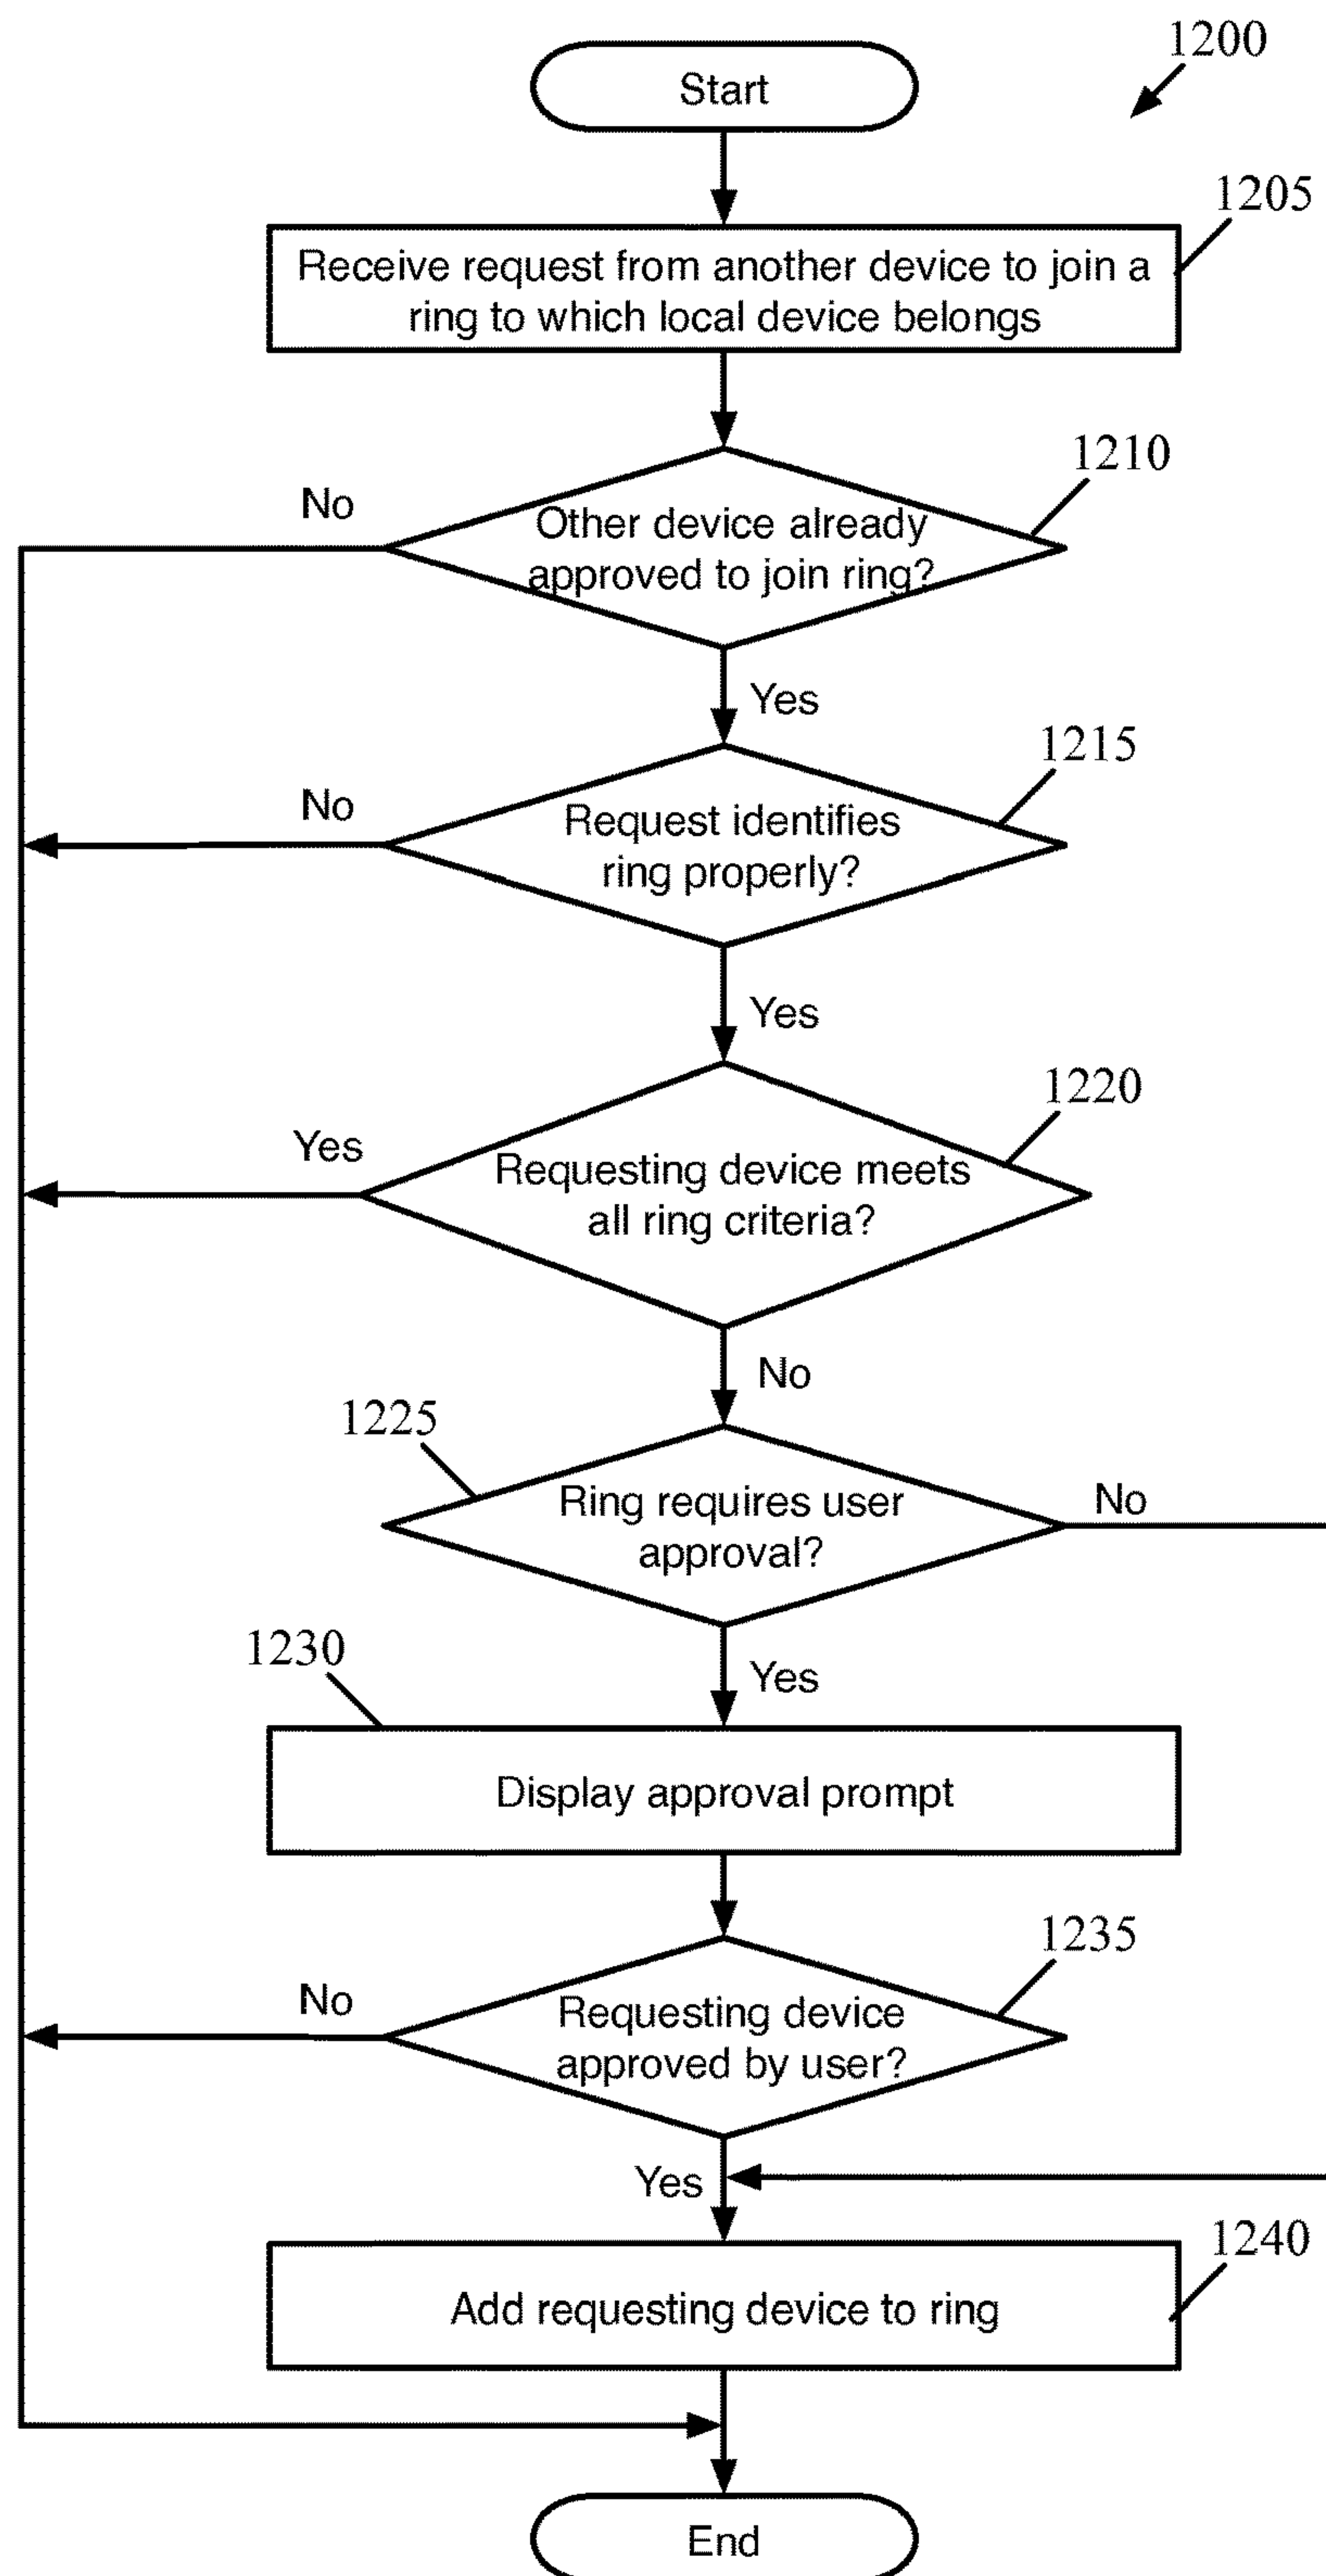 1200
Start
1205
Receive request from another device to join a
ring to which local device belongs
1210
No
Other device already
approved to join ring?
Yes
1215
No
Request identifies
ring properly?
Yes
1220
Yes
Requesting device meets
all ring criteria?
No
1225
Ring requires user
approval?
No
1230
Yes
Display approval prompt
1235
No
Requesting device
approved by user?
Yes
1240
Add requesting device to ring
End